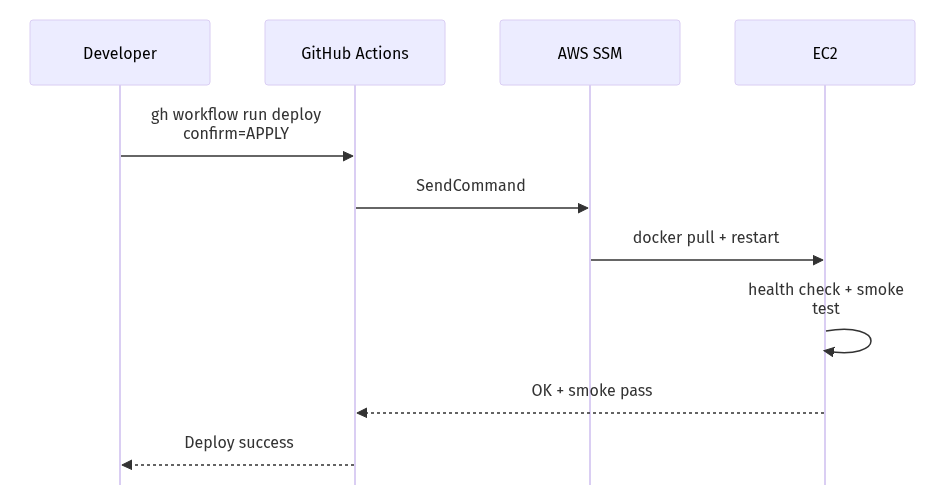 Developer
GitHub Actions
AWS SSM
EC2
gh workflow run deploy
confirm=APPLY
SendCommand
docker pull + restart
health check + smoke
test
OK + smoke pass
Deploy success